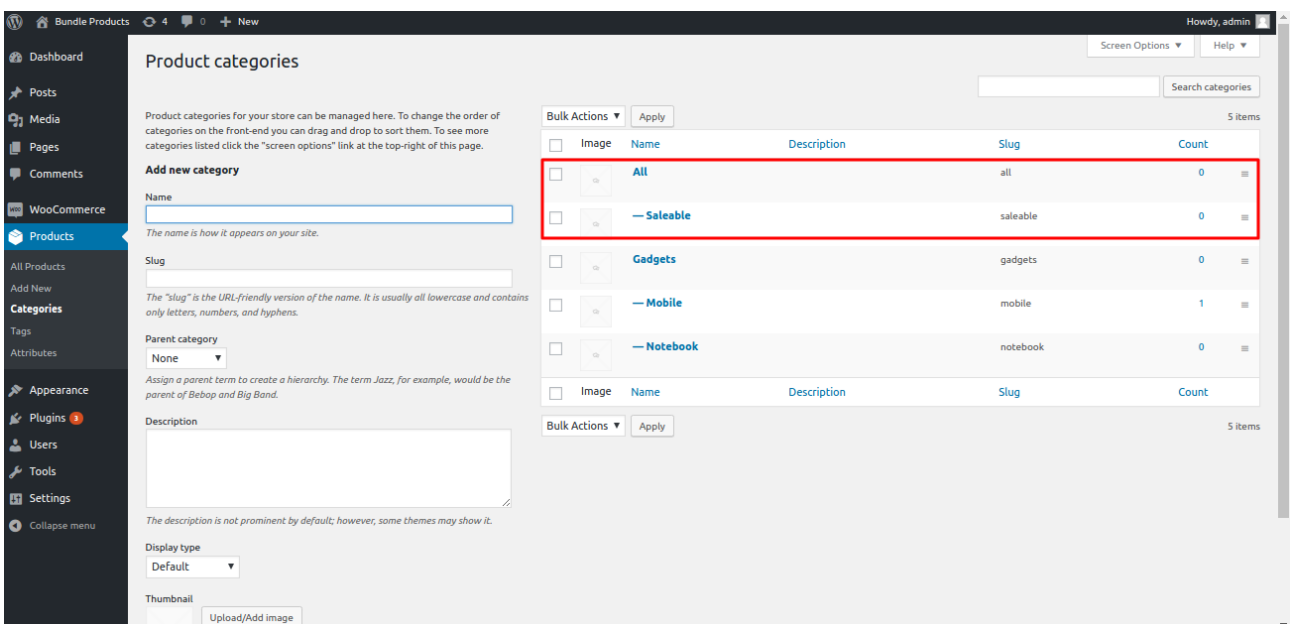 Bundle Products 4 0 New Howdy, admin
Dashboard
Posts
Media
Pages
Comments
WooCommerce
Products
All Products
Add New
Categories
Tags
Attributes
Appearance
Plugins 3
Users
Tools
Settings
Collapse menu
Screen Options ▼ Help ▼
Product categories
Search categories
Product categories for your store can be managed here. To change the order of
categories on the front-end you can drag and drop to sort them. To see more
categories listed click the "screen options" link at the top-right of this page.
Add new category
Name
The name is how it appears on your site.
Slug
The "slug" is the URL-friendly version of the name. It is usually all lowercase and contains
only letters, numbers, and hyphens.
Parent category
None ▼
Assign a parent term to create a hierarchy. The term Jazz, for example, would be the
parent of Bebop and Big Band.
Description
The description is not prominent by default; however, some themes may show it.
Display type
Default ▼
Thumbnail
Upload/Add image
Bulk Actions ▼ Apply 5 items
Image Name Description Slug Count
All all 0
— Saleable saleable 0
Gadgets gadgets 0
— Mobile mobile 1
— Notebook notebook 0
Image Name Description Slug Count
Bulk Actions ▼ Apply 5 items